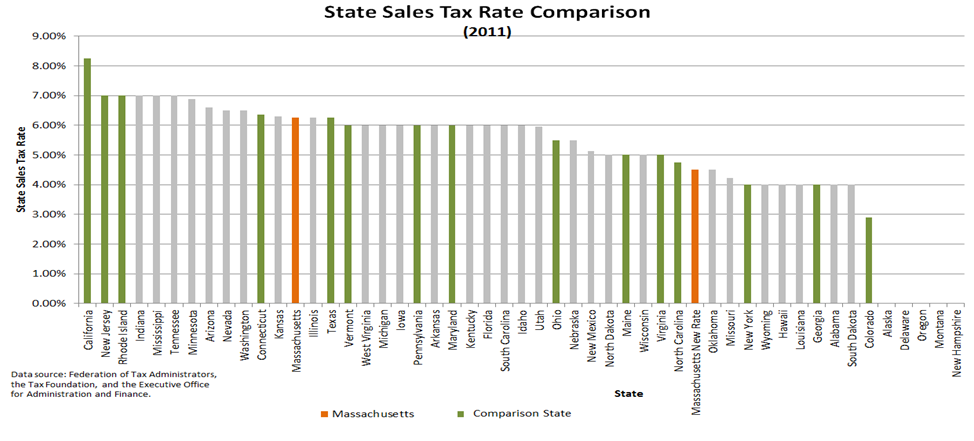 State Sales Tax Rate Comparison
(2011)
9.00%
8.00%
7.00%
6.00%
5.00%
4.00%
3.00%
2.00%
1.00%
0.00%
State Sales Tax Rate
California
New Jersey
Rhode Island
Indiana
Mississippi
Tennessee
Minnesota
Arizona
Nevada
Washington
Connecticut
Kansas
Massachusetts
Illinois
Texas
Vermont
West Virginia
Michigan
Iowa
Pennsylvania
Arkansas
Maryland
Kentucky
Florida
South Carolina
Idaho
Utah
Ohio
Nebraska
New Mexico
North Dakota
Maine
Wisconsin
Virginia
North Carolina
Massachusetts New Rate
Oklahoma
Missouri
New York
Wyoming
Hawaii
Louisiana
Georgia
Alabama
South Dakota
Colorado
Alaska
Delaware
Oregon
Montana
New Hampshire
Data source: Federation of Tax Administrators,
the Tax Foundation, and the Executive Office
for Administration and Finance.
State
Massachusetts
Comparison State